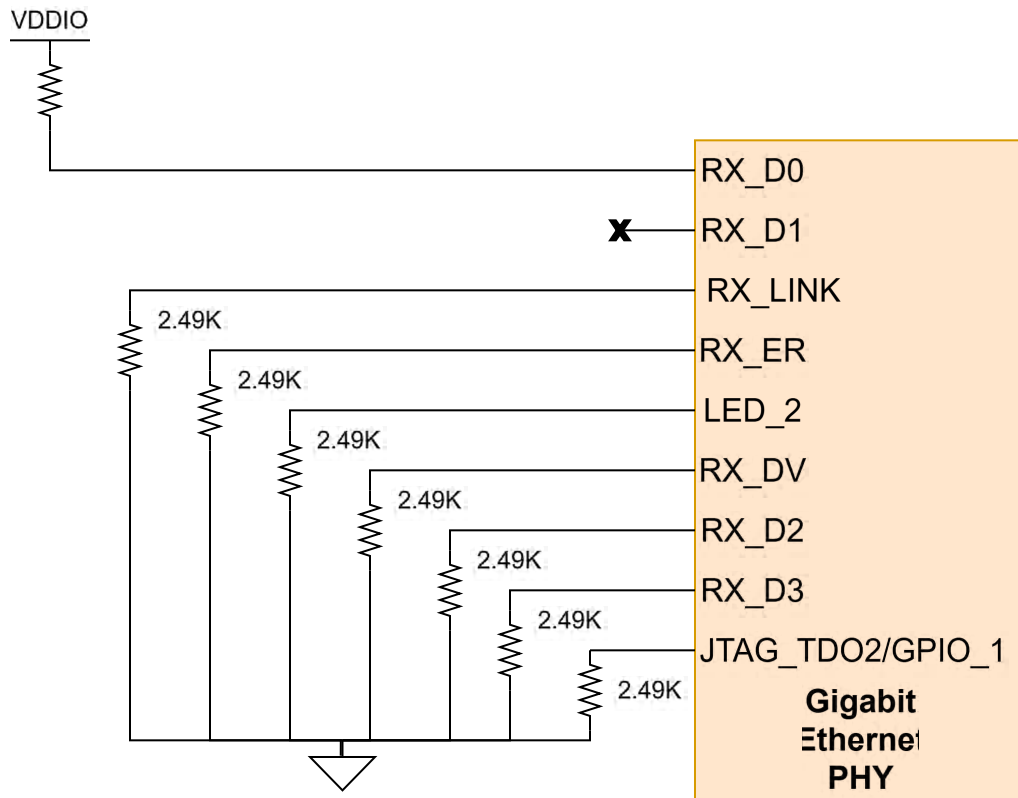 VDDIO
RX_D0
RX_D1
RX_LINK
2.49K
RX_ER
2.49K
LED_2
2.49K
RX_DV
2.49K
RX_D2
2.49K
RX_D3
2.49K
JTAG_TDO2/GPIO_1
2.49K
Gigabit
Ethernet
PHY